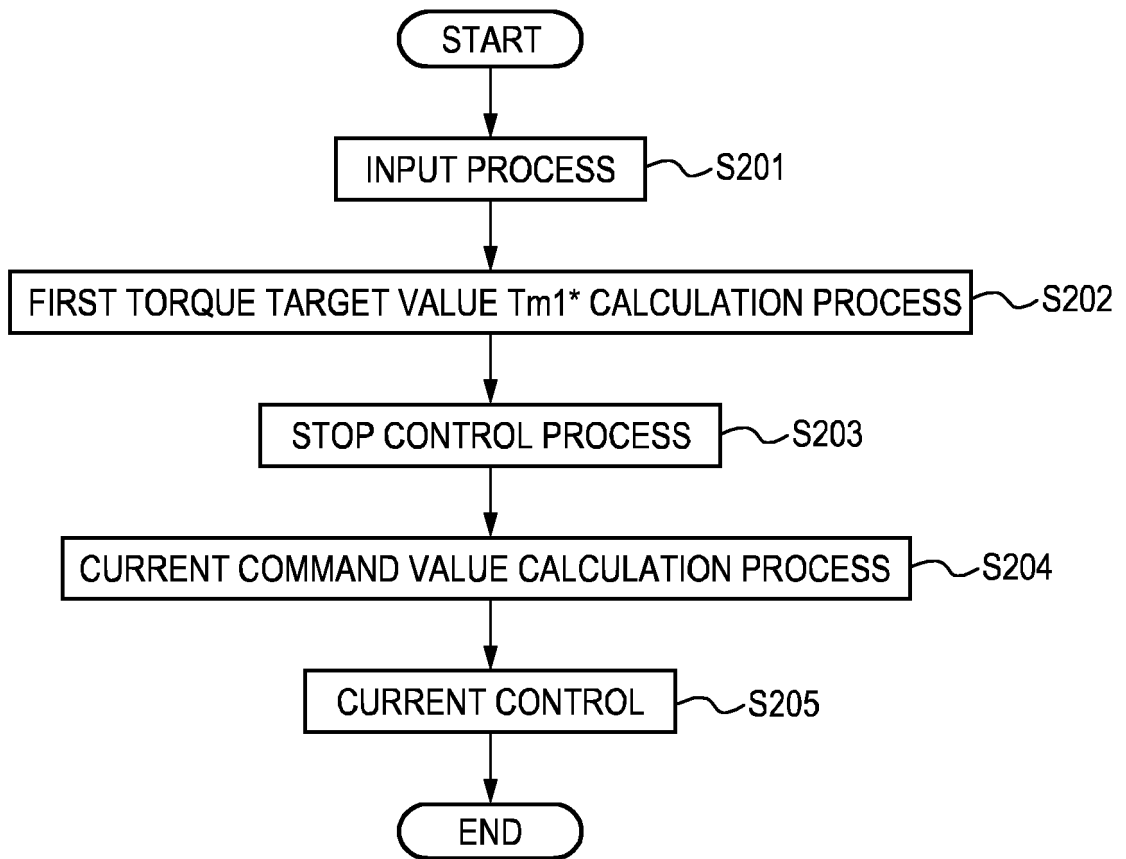 START
INPUT PROCESS S201
FIRST TORQUE TARGET VALUE Tm1* CALCULATION PROCESS S202
STOP CONTROL PROCESS S203
CURRENT COMMAND VALUE CALCULATION PROCESS S204
CURRENT CONTROL S205
END